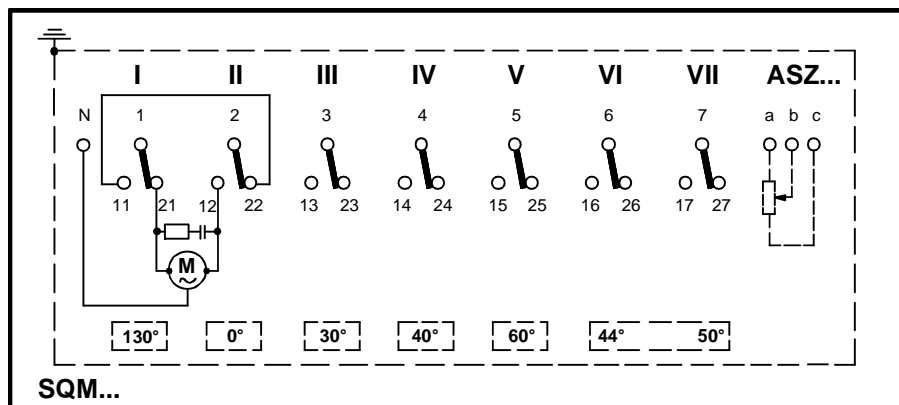 I II III IV V VI VII ASZ...
N 1 2 3 4 5 6 7 a b c
11 21 12 22 13 23 14 24 15 25 16 26 17 27
M
~
130° 0° 30° 40° 60° 44° 50°
SQM...